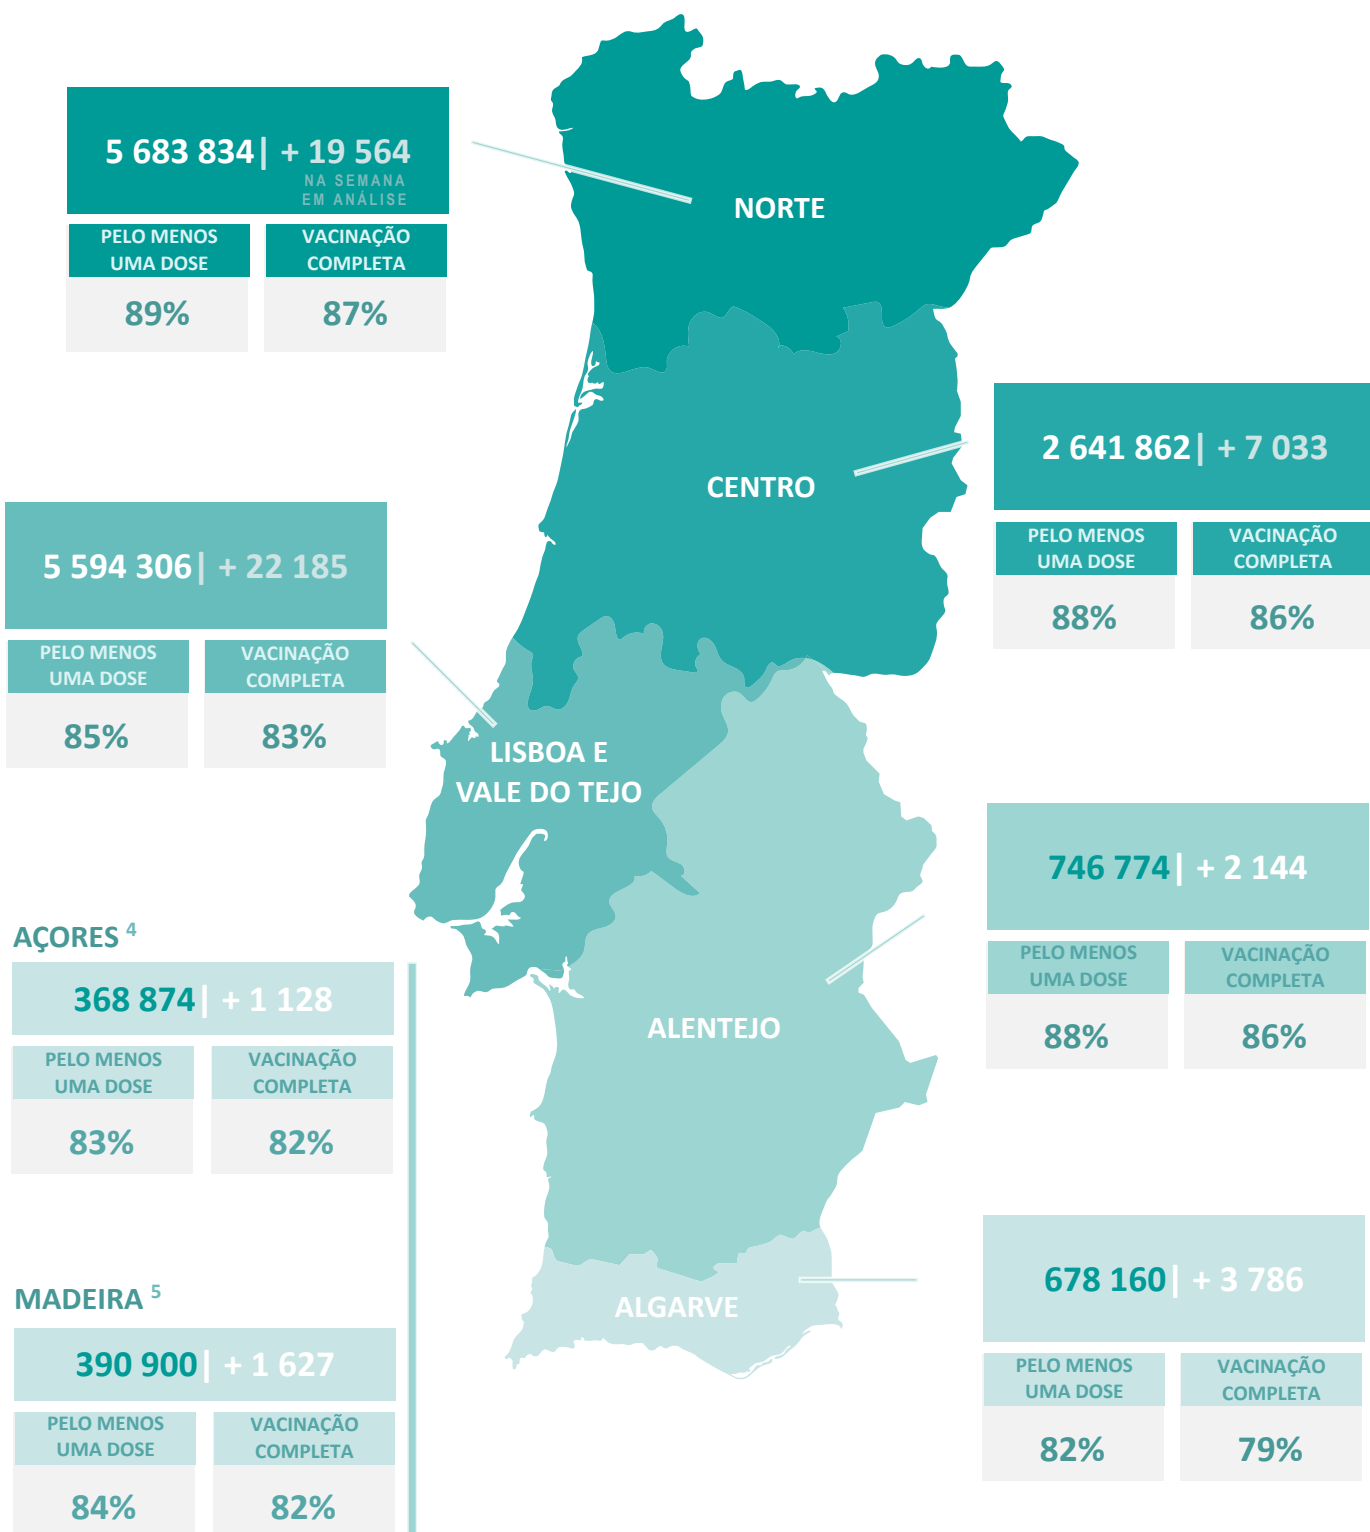 5 683 834| + 19 564
NA SEMANA
EM ANÁLISE
PELO MENOS
UMA DOSE
VACINAÇÃO
COMPLETA
89%
87%
NORTE
2 641 862| + 7 033
PELO MENOS
UMA DOSE
VACINAÇÃO
COMPLETA
88%
86%
CENTRO
5 594 306| + 22 185
PELO MENOS
UMA DOSE
VACINAÇÃO
COMPLETA
85%
83%
LISBOA E
VALE DO TEJO
746 774| + 2 144
PELO MENOS
UMA DOSE
VACINAÇÃO
COMPLETA
88%
86%
ALENTEJO
AÇORES 4
368 874| + 1 128
PELO MENOS
UMA DOSE
VACINAÇÃO
COMPLETA
83%
82%
678 160| + 3 786
PELO MENOS
UMA DOSE
VACINAÇÃO
COMPLETA
82%
79%
ALGARVE
MADEIRA 5
390 900| + 1 627
PELO MENOS
UMA DOSE
VACINAÇÃO
COMPLETA
84%
82%